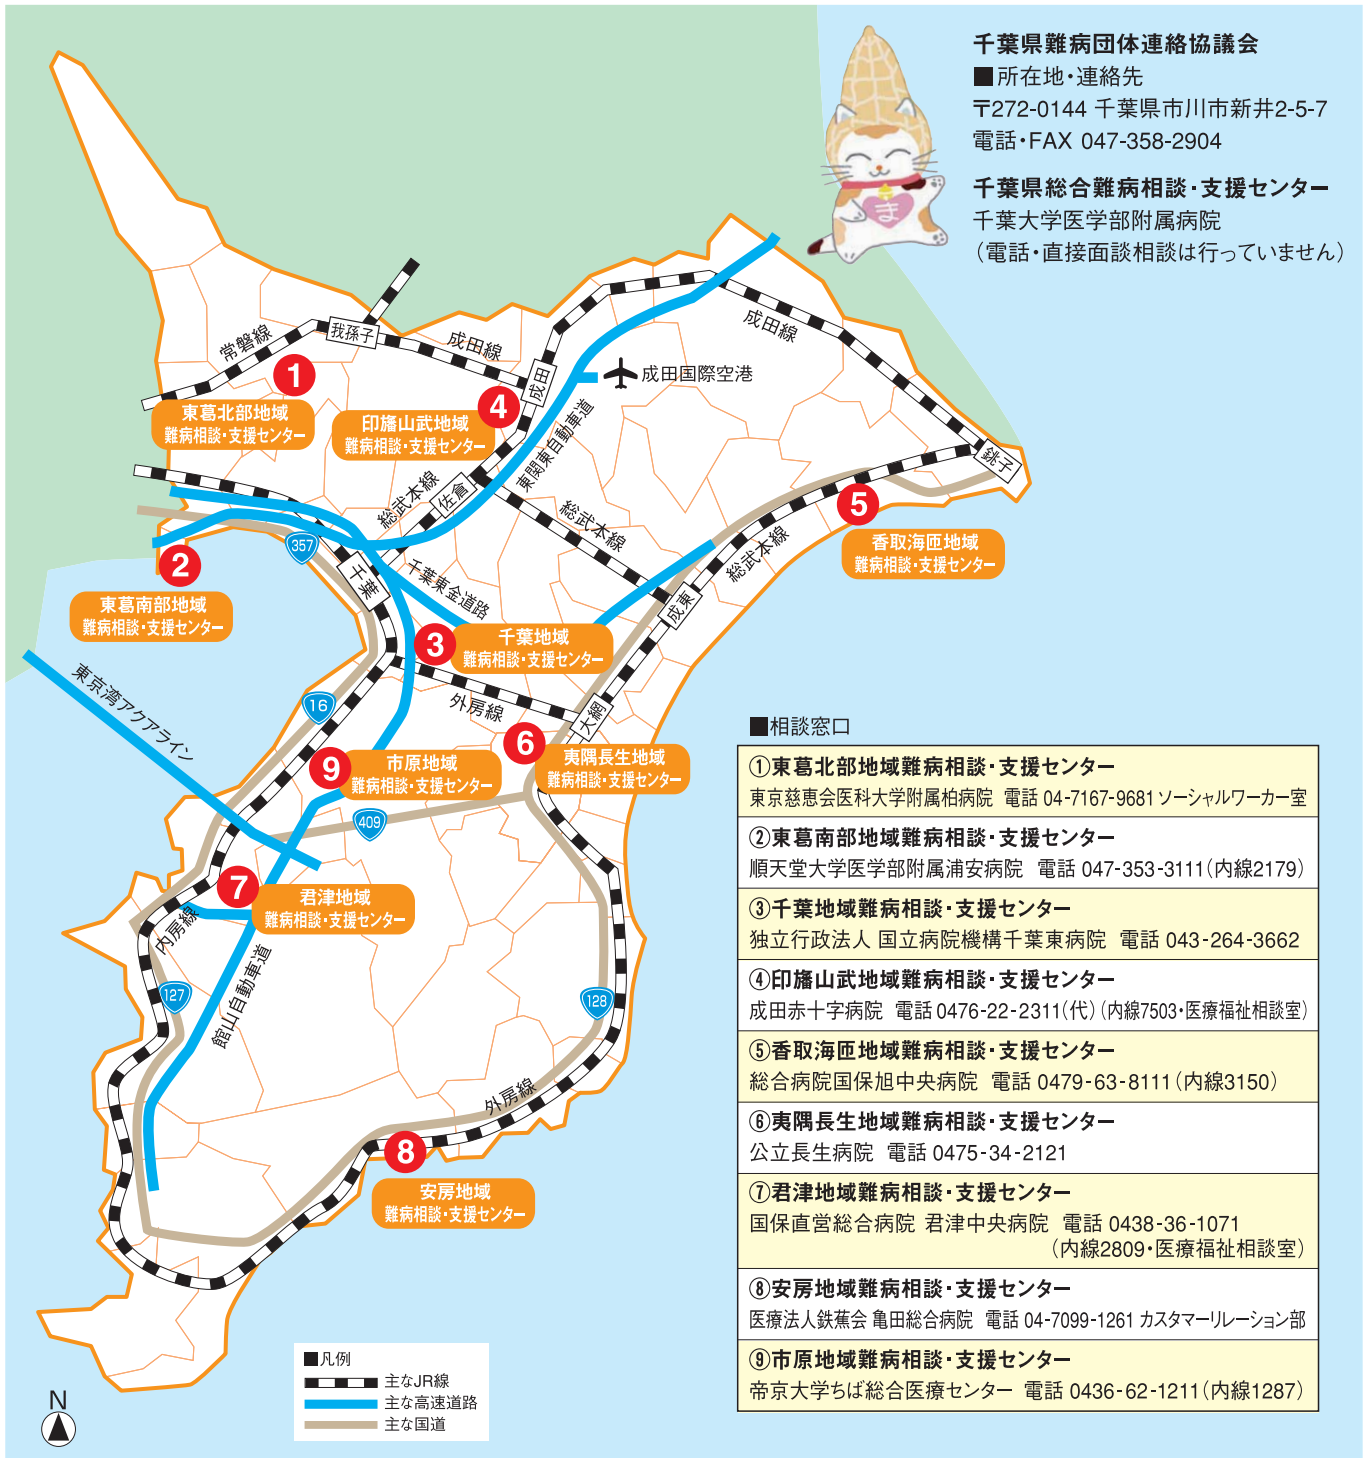 千葉県難病団体連絡協議会
■所在地・連絡先
〒272-0144 千葉県市川市新井2-5-7
電話・FAX 047-358-2904
千葉県総合難病相談・支援センター
千葉大学医学部附属病院
（電話・直接面談相談は行っていません）
ま
常磐線
我孫子
成田線
成田
成田線
成田国際空港
銚子
1
東葛北部地域
難病相談・支援センター
4
印旛山武地域
難病相談・支援センター
東関東自動車道
総武本線
佐倉
総武本線
5
香取海匝地域
難病相談・支援センター
総武本線
成東
357
2
東葛南部地域
難病相談・支援センター
千葉
千葉東金道路
3
千葉地域
難病相談・支援センター
東京湾アクアライン
16
外房線
大網
9
市原地域
難病相談・支援センター
6
夷隅長生地域
難病相談・支援センター
409
7
君津地域
難病相談・支援センター
内房線
127
館山自動車道
128
外房線
8
安房地域
難病相談・支援センター
■相談窓口
①東葛北部地域難病相談・支援センター
東京慈恵会医科大学附属柏病院 電話 04-7167-9681 ソーシャルワーカー室
②東葛南部地域難病相談・支援センター
順天堂大学医学部附属浦安病院 電話 047-353-3111（内線2179）
③千葉地域難病相談・支援センター
独立行政法人 国立病院機構千葉東病院 電話 043-264-3662
④印旛山武地域難病相談・支援センター
成田赤十字病院 電話 0476-22-2311（代）（内線7503・医療福祉相談室）
⑤香取海匝地域難病相談・支援センター
総合病院国保旭中央病院 電話 0479-63-8111（内線3150）
⑥夷隅長生地域難病相談・支援センター
公立長生病院 電話 0475-34-2121
⑦君津地域難病相談・支援センター
国保直営総合病院 君津中央病院 電話 0438-36-1071
（内線2809・医療福祉相談室）
⑧安房地域難病相談・支援センター
医療法人鉄蕉会 亀田総合病院 電話 04-7099-1261 カスタマーリレーション部
⑨市原地域難病相談・支援センター
帝京大学ちば総合医療センター 電話 0436-62-1211（内線1287）
■凡例
主なJR線
主な高速道路
主な国道
N